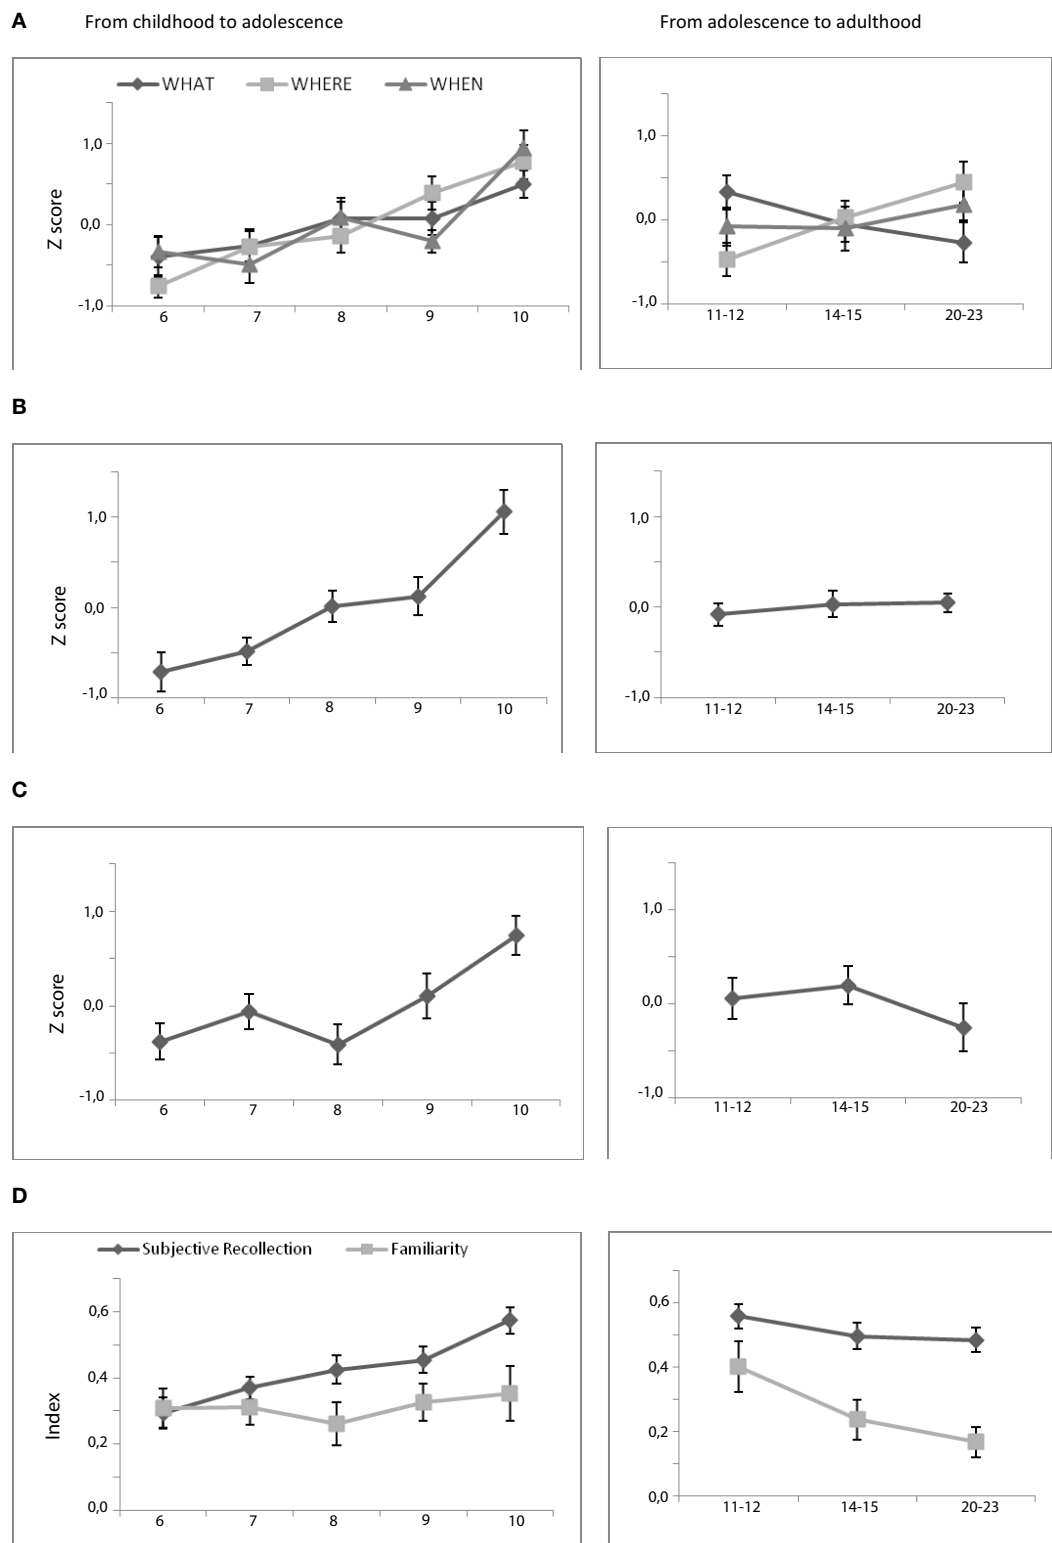 A From childhood to adolescence From adolescence to adulthood
WHAT WHERE WHEN
Z score
1,0
0,0
-1,0
6 7 8 9 10
1,0
0,0
-1,0
11-12 14-15 20-23
B
Z score
1,0
0,0
-1,0
6 7 8 9 10
1,0
0,0
-1,0
11-12 14-15 20-23
C
Z score
1,0
0,0
-1,0
6 7 8 9 10
1,0
0,0
-1,0
11-12 14-15 20-23
D
Subjective Recollection Familiarity
Index
0,6
0,4
0,2
0,0
6 7 8 9 10
0,6
0,4
0,2
0,0
11-12 14-15 20-23